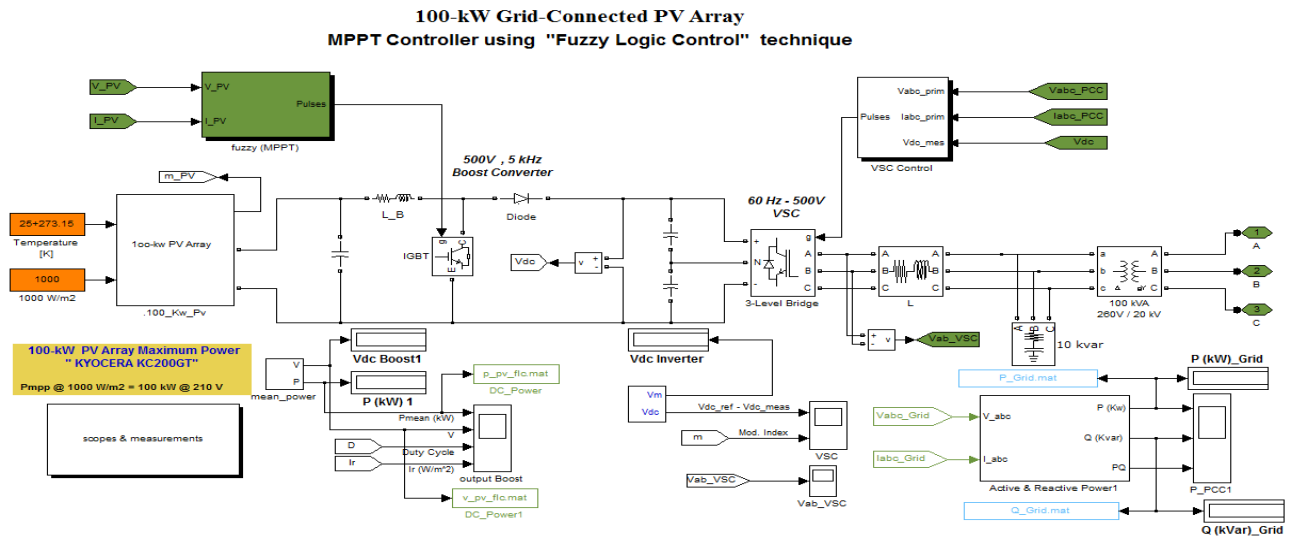 100-kW Grid-Connected PV Array
MPPT Controller using "Fuzzy Logic Control" technique
V_PV
I_PV
V_PV
I_PV
Pulses
fuzzy (MPPT)
Vabc_prim
Iabc_prim
Vdc_mes
Pulses
VSC Control
Vabc_PCC
Iabc_PCC
Vdc
m_PV
500V , 5 kHz
Boost Converter
L_B
Diode
g
C
E
IGBT
25+273.15
Temperature
[K]
1000
1000 W/m2
1oo-kw PV Array
.100_Kw_Pv
Vdc
v
+
-
60 Hz - 500V
VSC
g
+
N
-
A
B
C
3-Level Bridge
A
B
C
A
B
C
L
a
b
c
A
B
C
Δ
Y
100 kVA
260V / 20 kV
1
A
2
B
3
C
A
B
C
10 kvar
+
-
v
Vab_VSC
100-kW PV Array Maximum Power
" KYOCERA KC200GT"
Pmpp @ 1000 W/m2 = 100 kW @ 210 V
scopes & measurements
V
P
mean_power
Vdc Boost1
P (kW) 1
p_pv_flc.mat
DC_Power
Pmean (kW)
V
D
Duty Cycle
Ir
Ir (W/m^2)
output Boost
v_pv_flc.mat
DC_Power1
Vdc Inverter
Vm
Vdc
Vdc_ref - Vdc_meas
m
Mod. Index
VSC
Vab_VSC
Vab_VSC
P_Grid.mat
P (kW)_Grid
Vabc_Grid
Iabc_Grid
V_abc
I_abc
P (Kw)
Q (Kvar)
PQ
Active & Reactive Power1
P_PCC1
Q_Grid.mat
Q (kVar)_Grid